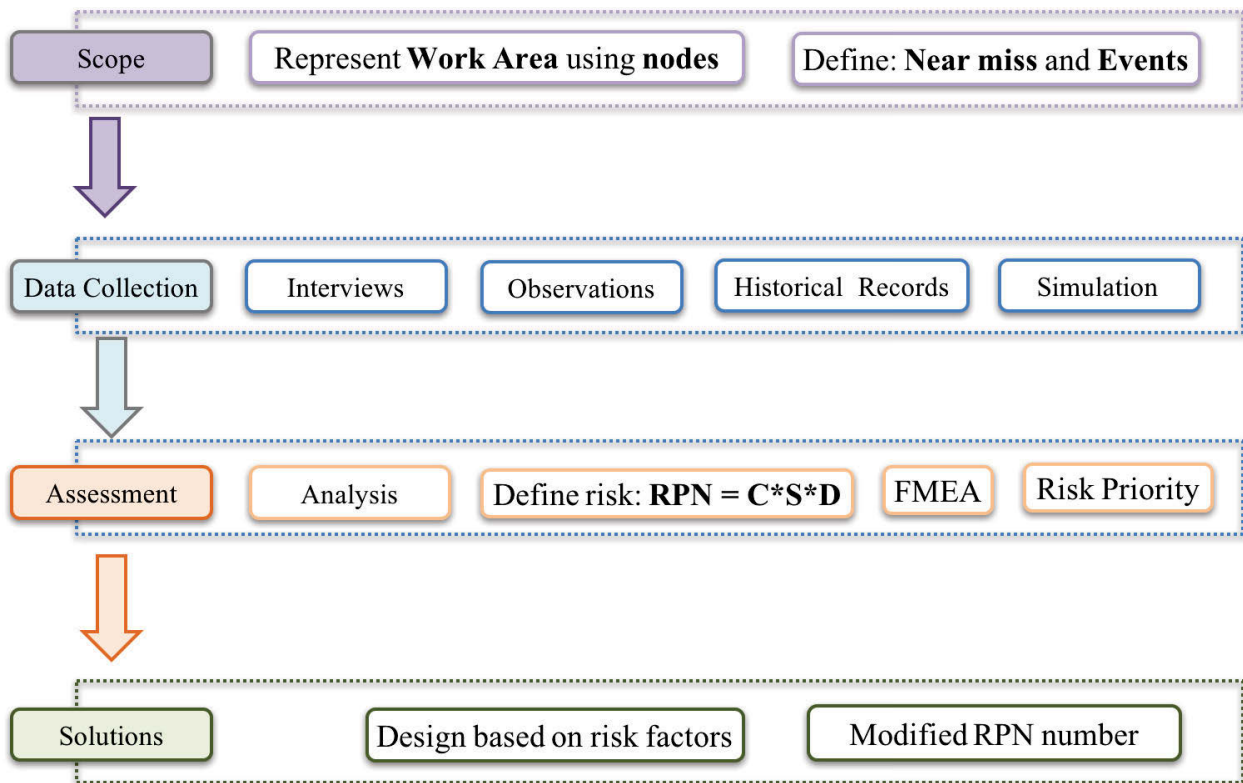 Scope
Represent Work Area using nodes
Define: Near miss and Events
Data Collection
Interviews
Observations
Historical Records
Simulation
Assessment
Analysis
Define risk: RPN = C*S*D
FMEA
Risk Priority
Solutions
Design based on risk factors
Modified RPN number